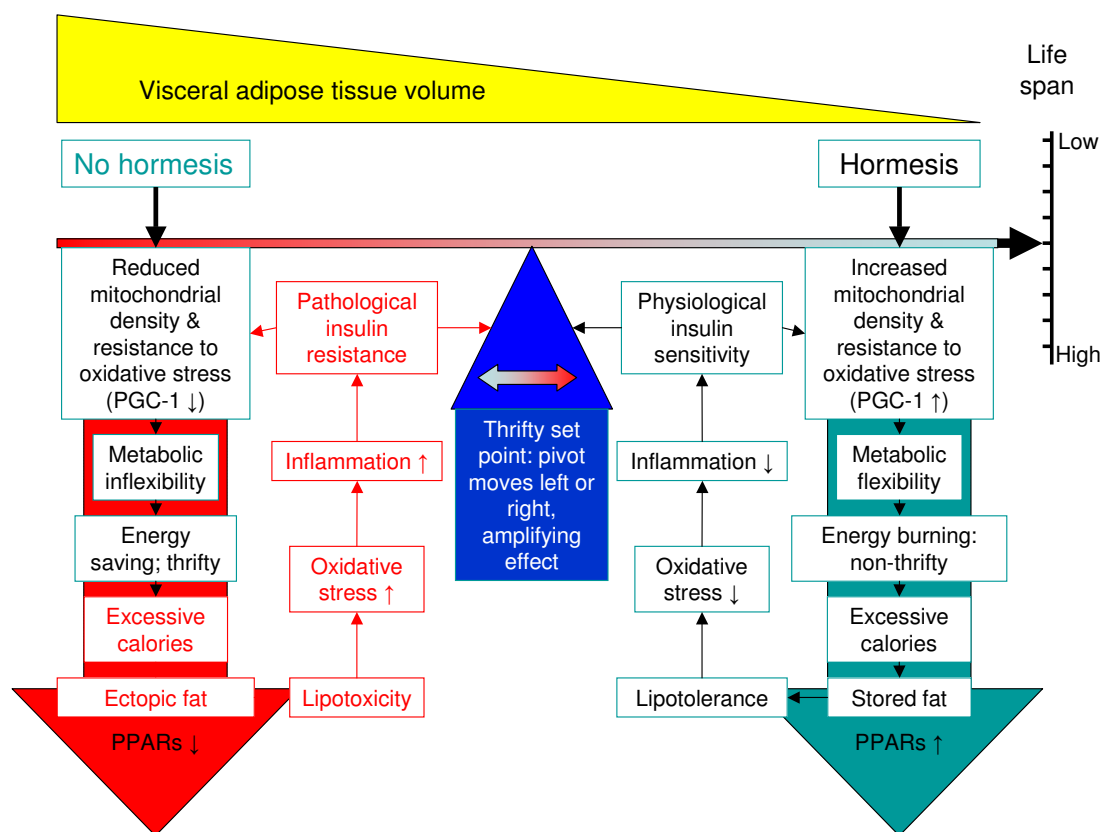 Visceral adipose tissue volume
Life
span
Low
High
No hormesis
Hormesis
Reduced
mitochondrial
density &
resistance to
oxidative stress
(PGC-1 ↓)
Metabolic
inflexibility
Energy
saving; thrifty
Excessive
calories
Ectopic fat
PPARs ↓
Pathological
insulin
resistance
Inflammation ↑
Oxidative
stress ↑
Lipotoxicity
Thrifty set
point: pivot
moves left or
right,
amplifying
effect
Physiological
insulin
sensitivity
Inflammation ↓
Oxidative
stress ↓
Lipotolerance
Increased
mitochondrial
density &
resistance to
oxidative stress
(PGC-1 ↑)
Metabolic
flexibility
Energy burning:
non-thrifty
Excessive
calories
Stored fat
PPARs ↑